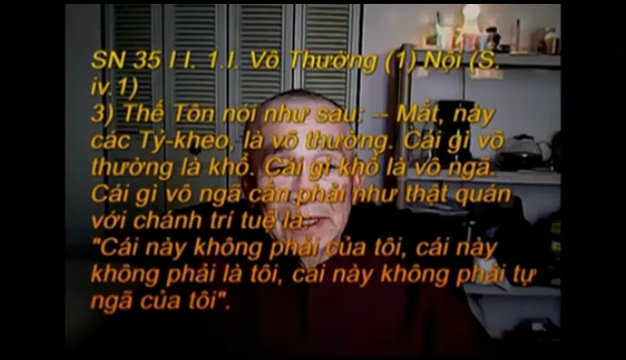 SN 35 I I. 1.I. Vô Thường (1) Nội (S.
iv.1)
3) Thế Tôn nói như sau: -- Mắt, này
các Tỷ-kheo, là vô thường. Cái gì vô
thường là khổ. Cái gì khổ là vô ngã.
Cái gì vô ngã cần phải như thật quán
với chánh trí tuệ là:
"Cái này không phải của tôi, cái này
không phải là tôi, cái này không phải tự
ngã của tôi".